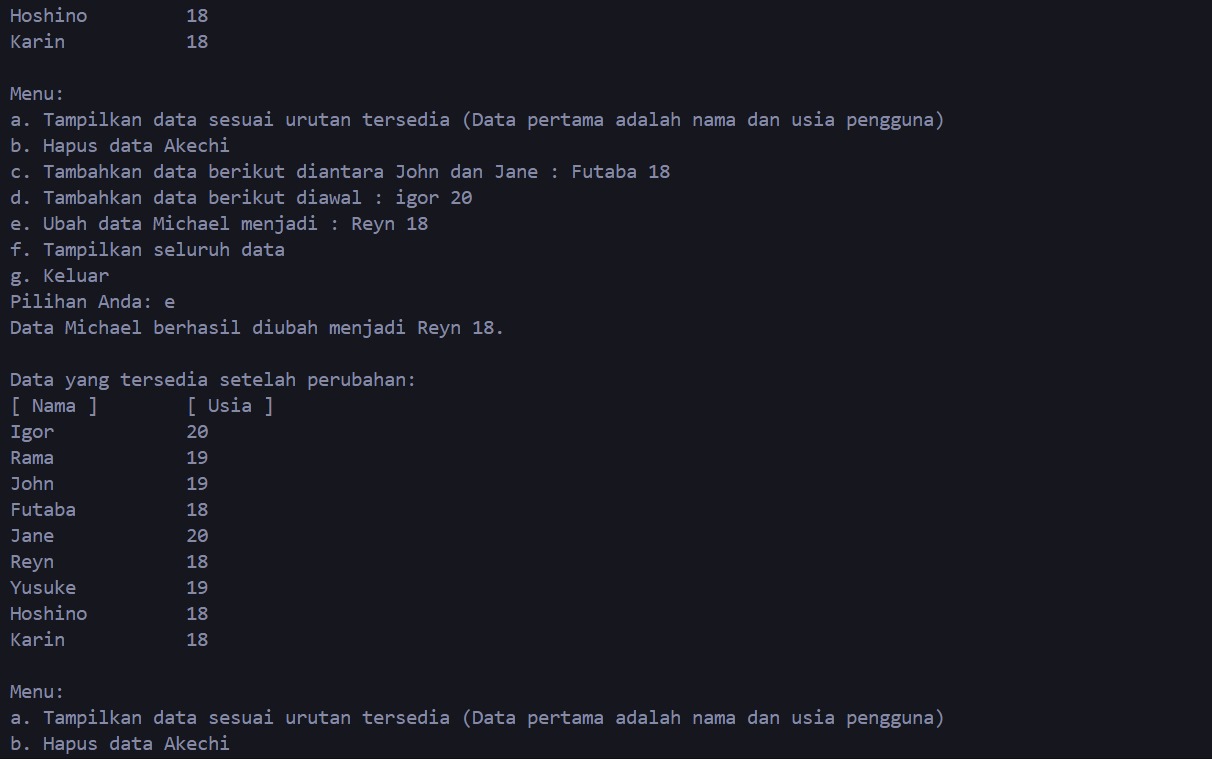 Hoshino         18
Karin           18

Menu:
a. Tampilkan data sesuai urutan tersedia (Data pertama adalah nama dan usia pengguna)
b. Hapus data Akechi
c. Tambahkan data berikut diantara John dan Jane : Futaba 18
d. Tambahkan data berikut diawal : igor 20
e. Ubah data Michael menjadi : Reyn 18
f. Tampilkan seluruh data
g. Keluar
Pilihan Anda: e
Data Michael berhasil diubah menjadi Reyn 18.

Data yang tersedia setelah perubahan:
[ Nama ]        [ Usia ]
Igor            20
Rama            19
John            19
Futaba          18
Jane            20
Reyn            18
Yusuke          19
Hoshino         18
Karin           18

Menu:
a. Tampilkan data sesuai urutan tersedia (Data pertama adalah nama dan usia pengguna)
b. Hapus data Akechi